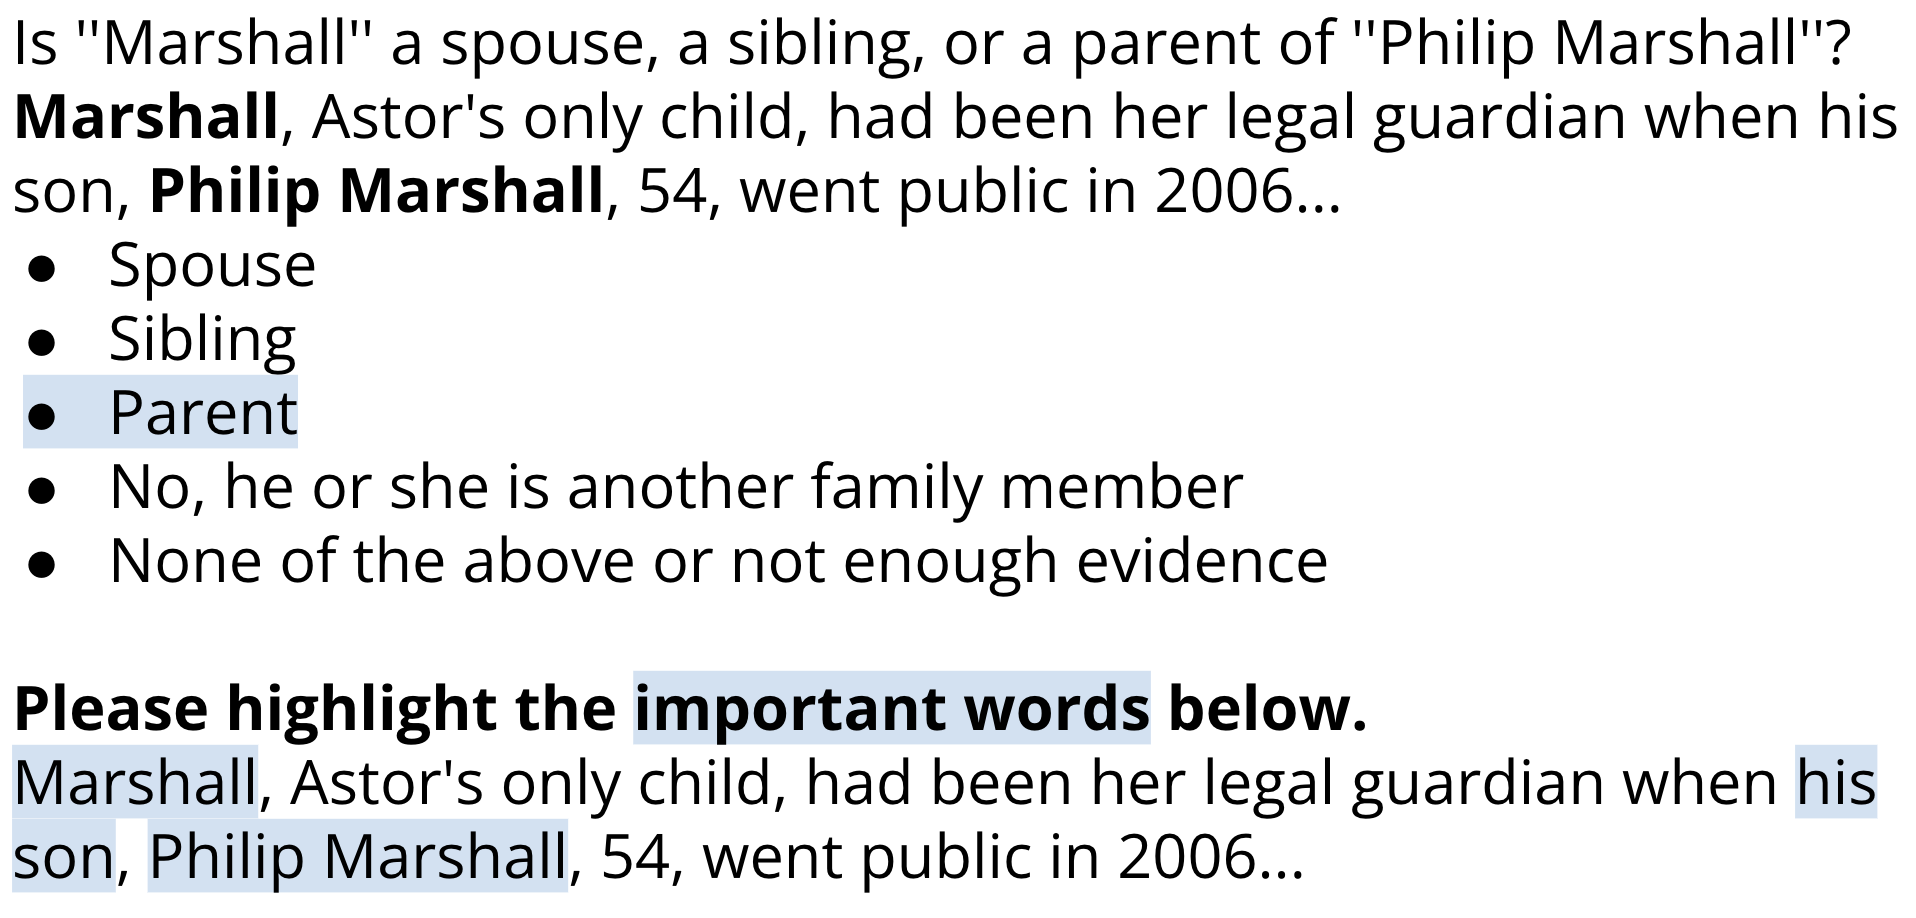 Is "Marshall" a spouse, a sibling, or a parent of "Philip Marshall"?
Marshall, Astor's only child, had been her legal guardian when his
son, Philip Marshall, 54, went public in 2006...
● Spouse
● Sibling
● Parent
● No, he or she is another family member
● None of the above or not enough evidence
Please highlight the important words below.
Marshall, Astor's only child, had been her legal guardian when his
son, Philip Marshall, 54, went public in 2006...